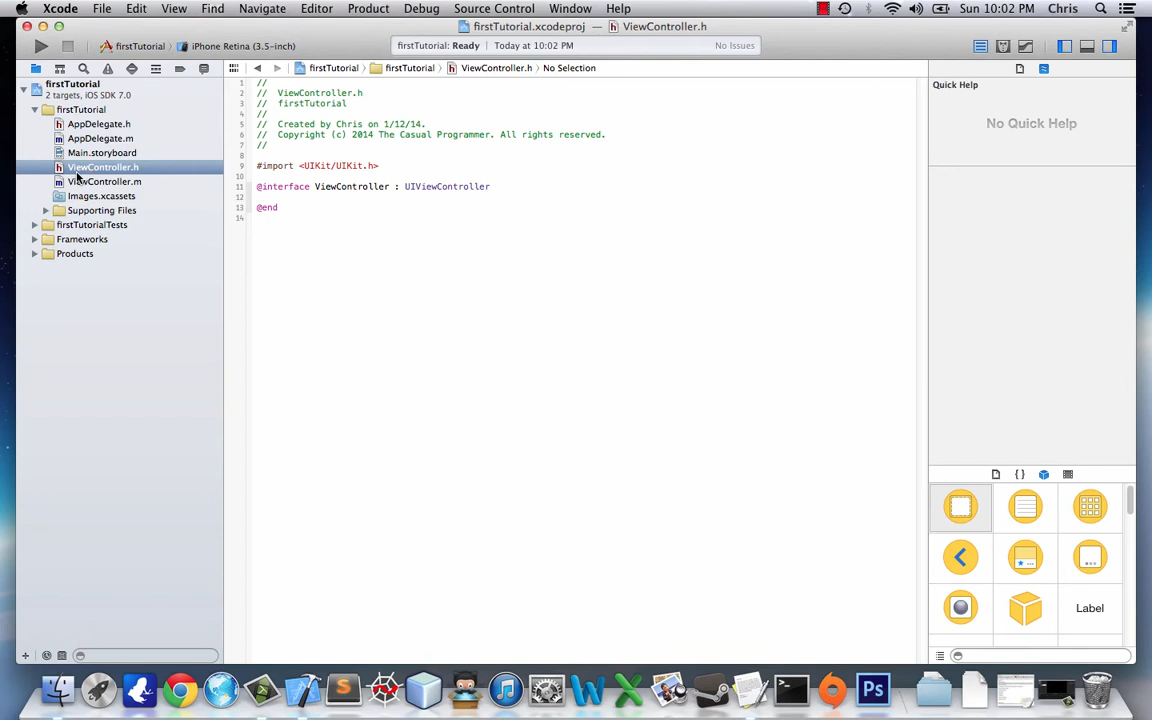 Xcode File Edit View Find Navigate Editor Product Debug Source Control Window Help Sun 10:02 PM Chris
firstTutorial.xcodeproj — ViewController.h
firstTutorial iPhone Retina (3.5-inch) firstTutorial: Ready Today at 10:02 PM No Issues
firstTutorial firstTutorial ViewController.h No Selection
firstTutorial
2 targets, iOS SDK 7.0
firstTutorial
AppDelegate.h
AppDelegate.m
Main.storyboard
ViewController.h
ViewController.m
Images.xcassets
Supporting Files
firstTutorialTests
Frameworks
Products
1 //
2 // ViewController.h
3 // firstTutorial
4 //
5 // Created by Chris on 1/12/14.
6 // Copyright (c) 2014 The Casual Programmer. All rights reserved.
7 //
8
9 #import <UIKit/UIKit.h>
10
11 @interface ViewController : UIViewController
12
13 @end
14
Quick Help
No Quick Help
{ }
Label
W X Ps